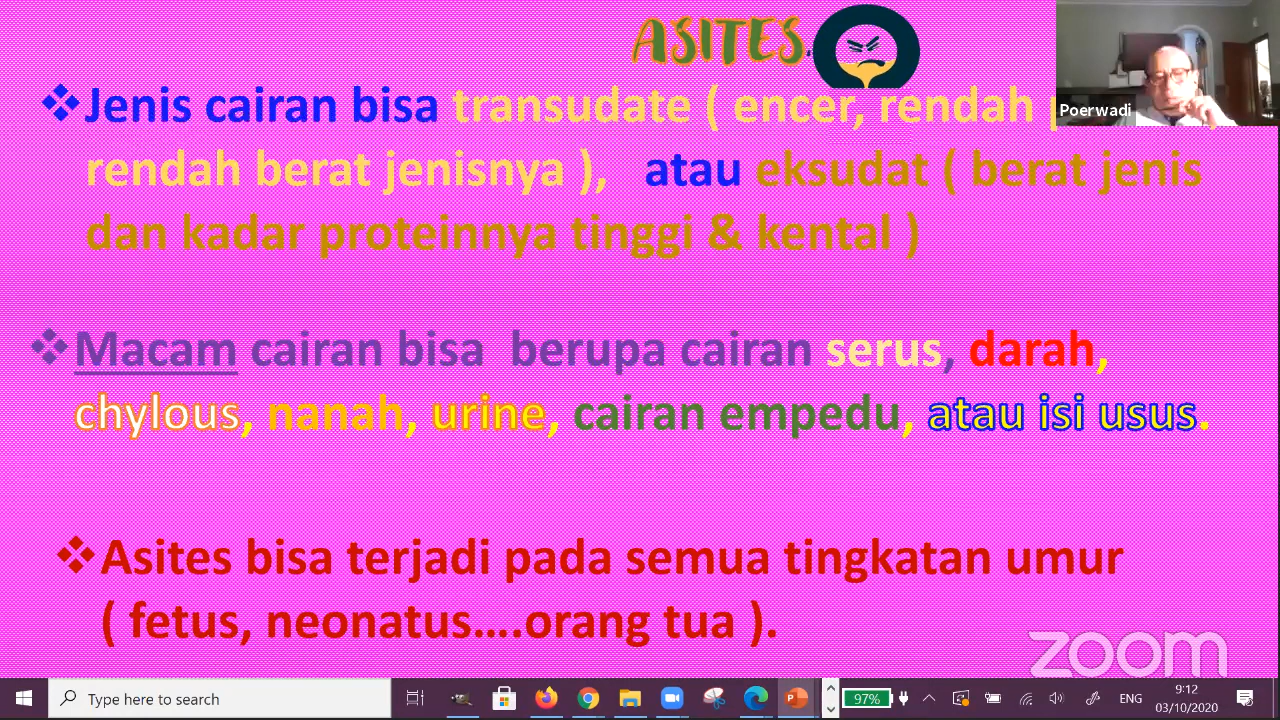 ASITES.
Poerwadi
❖Jenis cairan bisa transudate ( encer, rendah
rendah berat jenisnya ), atau eksudat ( berat jenis
dan kadar proteinnya tinggi & kental )
❖Macam cairan bisa berupa cairan serus, darah,
chylous, nanah, urine, cairan empedu, atau isi usus.
❖Asites bisa terjadi pada semua tingkatan umur
( fetus, neonatus….orang tua ).
zoom
Type here to search
97%
ENG
9:12
03/10/2020